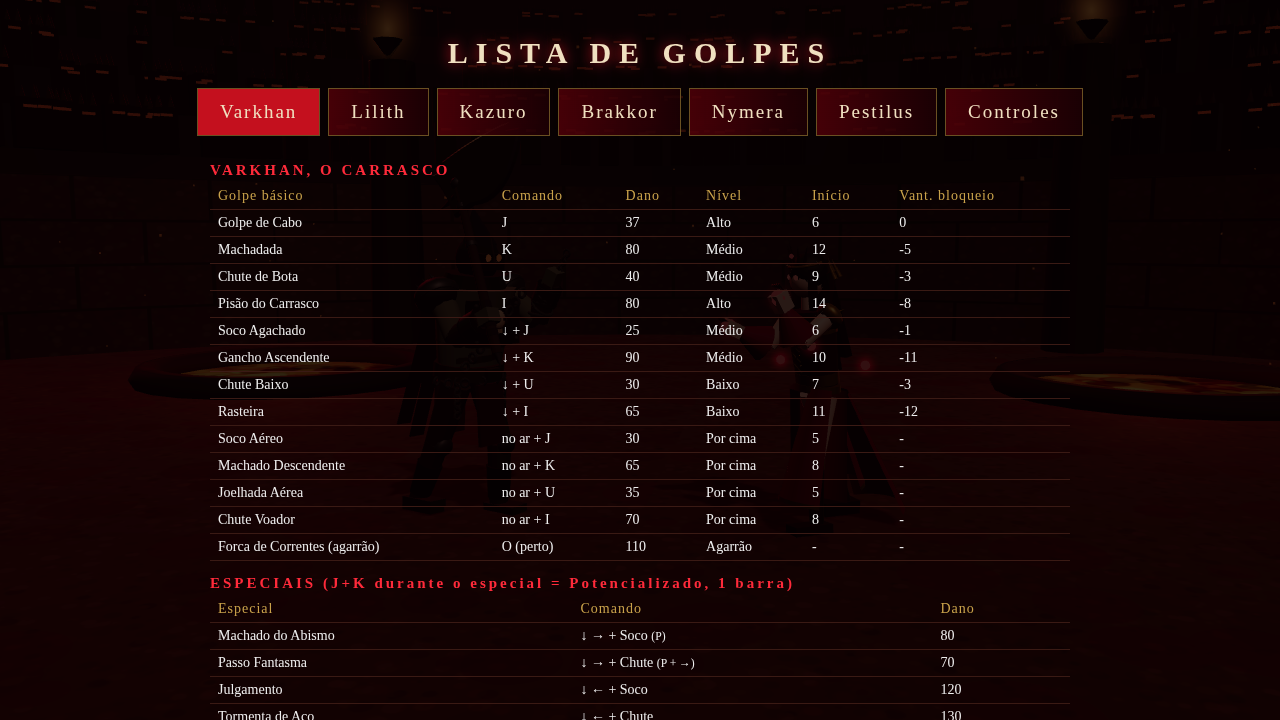 LISTA DE GOLPES
Varkhan Lilith Kazuro Brakkor Nymera Pestilus Controles
VARKHAN, O CARRASCO
Golpe básico Comando Dano Nível Início Vant. bloqueio
Golpe de Cabo J 37 Alto 6 0
Machadada K 80 Médio 12 -5
Chute de Bota U 40 Médio 9 -3
Pisão do Carrasco I 80 Alto 14 -8
Soco Agachado ↓ + J 25 Médio 6 -1
Gancho Ascendente ↓ + K 90 Médio 10 -11
Chute Baixo ↓ + U 30 Baixo 7 -3
Rasteira ↓ + I 65 Baixo 11 -12
Soco Aéreo no ar + J 30 Por cima 5 -
Machado Descendente no ar + K 65 Por cima 8 -
Joelhada Aérea no ar + U 35 Por cima 5 -
Chute Voador no ar + I 70 Por cima 8 -
Forca de Correntes (agarrão) O (perto) 110 Agarrão - -
ESPECIAIS (J+K durante o especial = Potencializado, 1 barra)
Especial Comando Dano
Machado do Abismo ↓ → + Soco (P) 80
Passo Fantasma ↓ → + Chute (P + →) 70
Julgamento ↓ ← + Soco 120
Tormenta de Aço ↓ ← + Chute 130